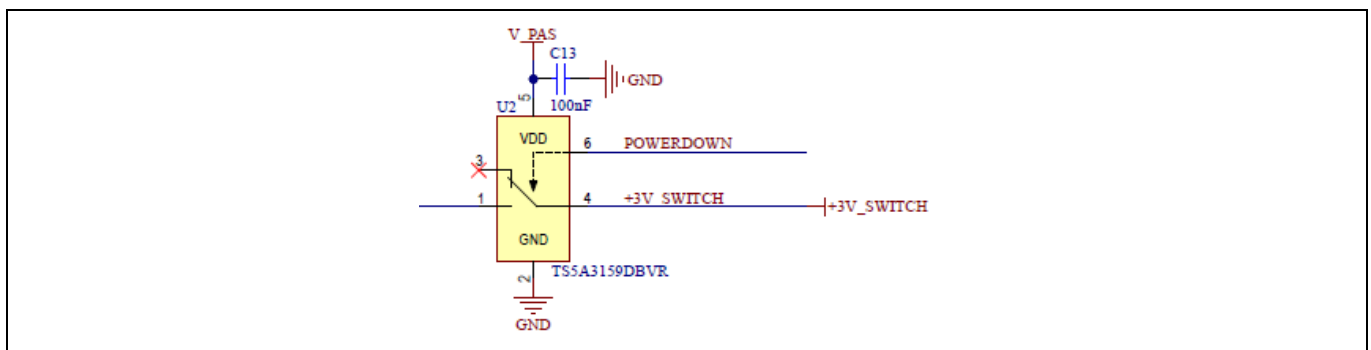 V_PAS
C13
GND
U2 5 100nF
VDD
6 POWERDOWN
3
1 4 +3V_SWITCH +3V_SWITCH
GND
TS5A3159DBVR
2
GND